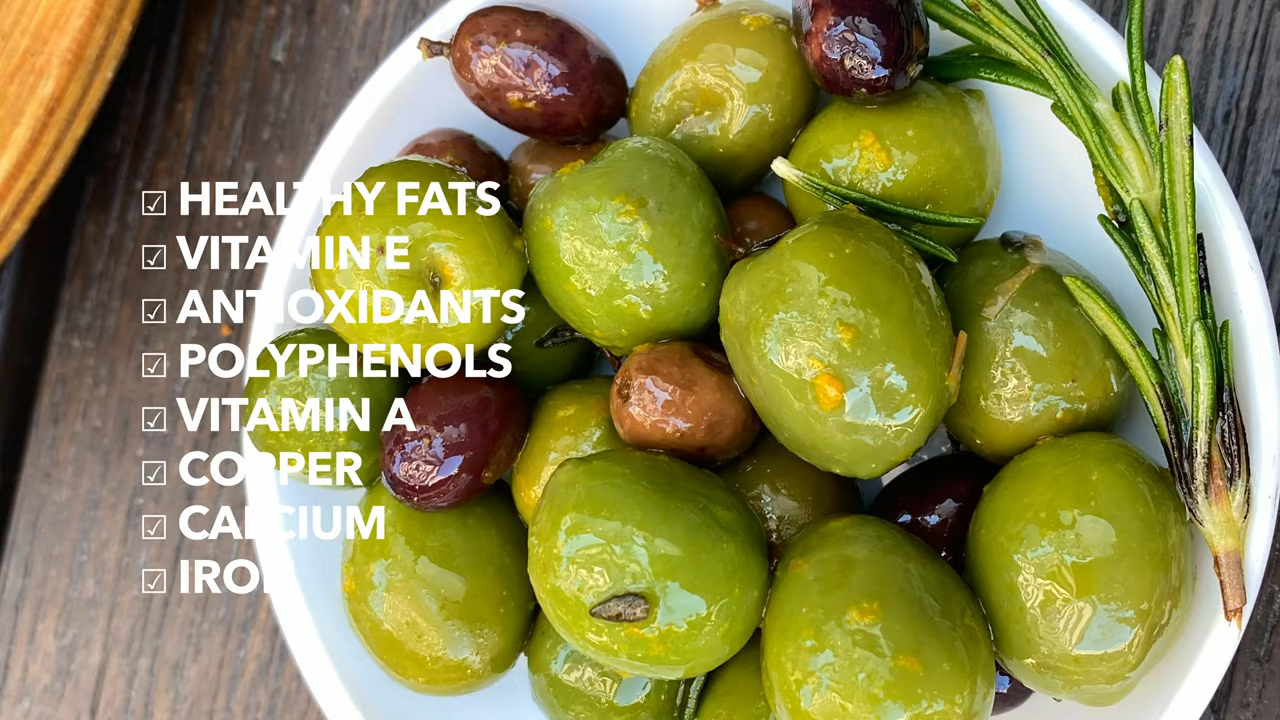 ☑ HEALTHY FATS
☑ VITAMIN E
☑ ANTIOXIDANTS
☑ POLYPHENOLS
☑ VITAMIN A
☑ COPPER
☑ CALCIUM
☑ IRON